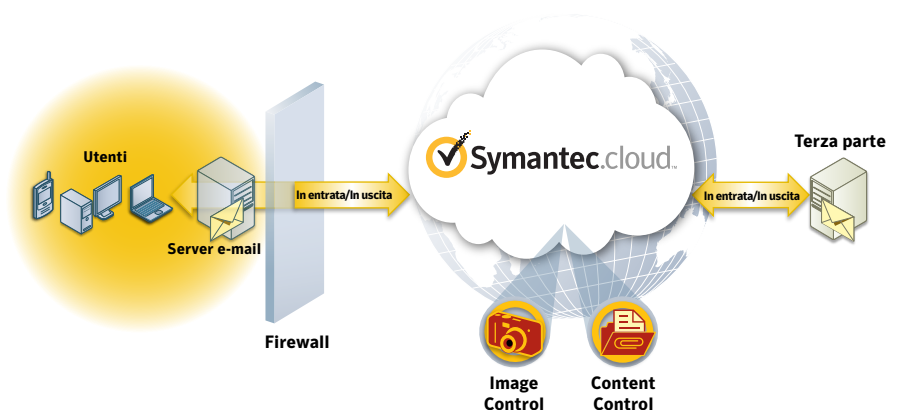 Utenti
Server e-mail
In entrata/In uscita
Firewall
Symantec.cloud™
In entrata/In uscita
Terza parte
Image
Control
Content
Control